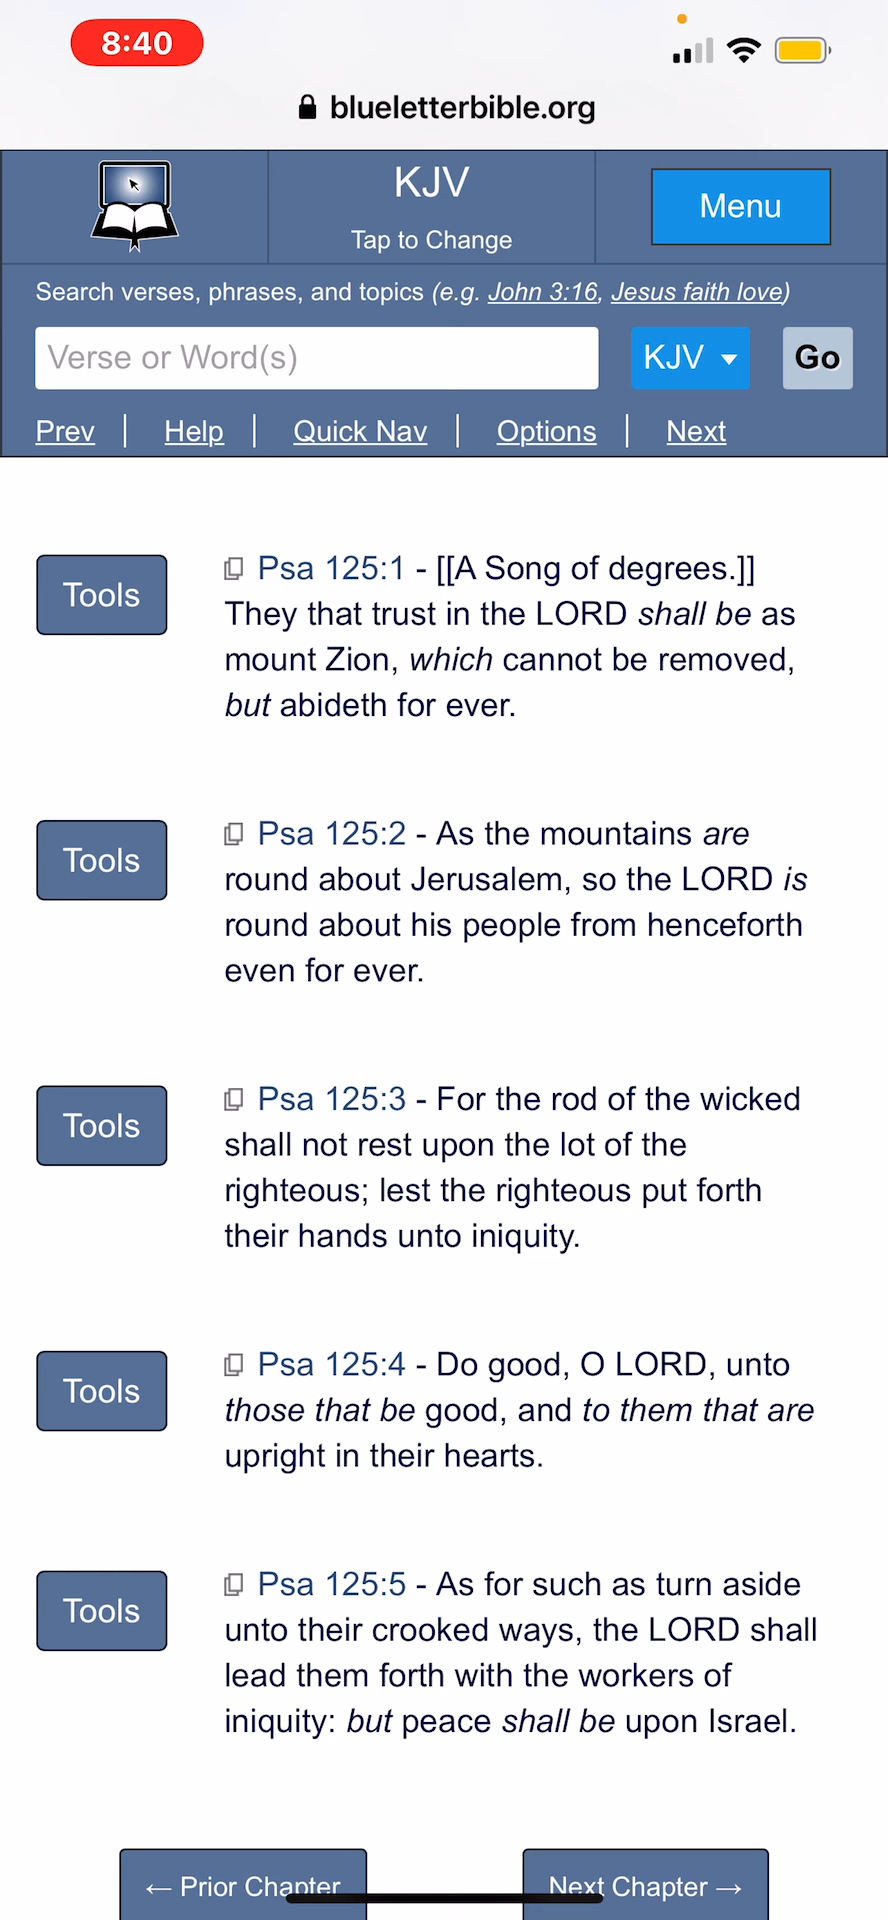 8:40
blueletterbible.org
KJV
Tap to Change
Menu
Search verses, phrases, and topics (e.g. John 3:16, Jesus faith love)
Verse or Word(s)
KJV
Go
Prev | Help | Quick Nav | Options | Next
Tools
Psa 125:1 - [[A Song of degrees.]]
They that trust in the LORD shall be as
mount Zion, which cannot be removed,
but abideth for ever.
Tools
Psa 125:2 - As the mountains are
round about Jerusalem, so the LORD is
round about his people from henceforth
even for ever.
Tools
Psa 125:3 - For the rod of the wicked
shall not rest upon the lot of the
righteous; lest the righteous put forth
their hands unto iniquity.
Tools
Psa 125:4 - Do good, O LORD, unto
those that be good, and to them that are
upright in their hearts.
Tools
Psa 125:5 - As for such as turn aside
unto their crooked ways, the LORD shall
lead them forth with the workers of
iniquity: but peace shall be upon Israel.
← Prior Chapter
Next Chapter →